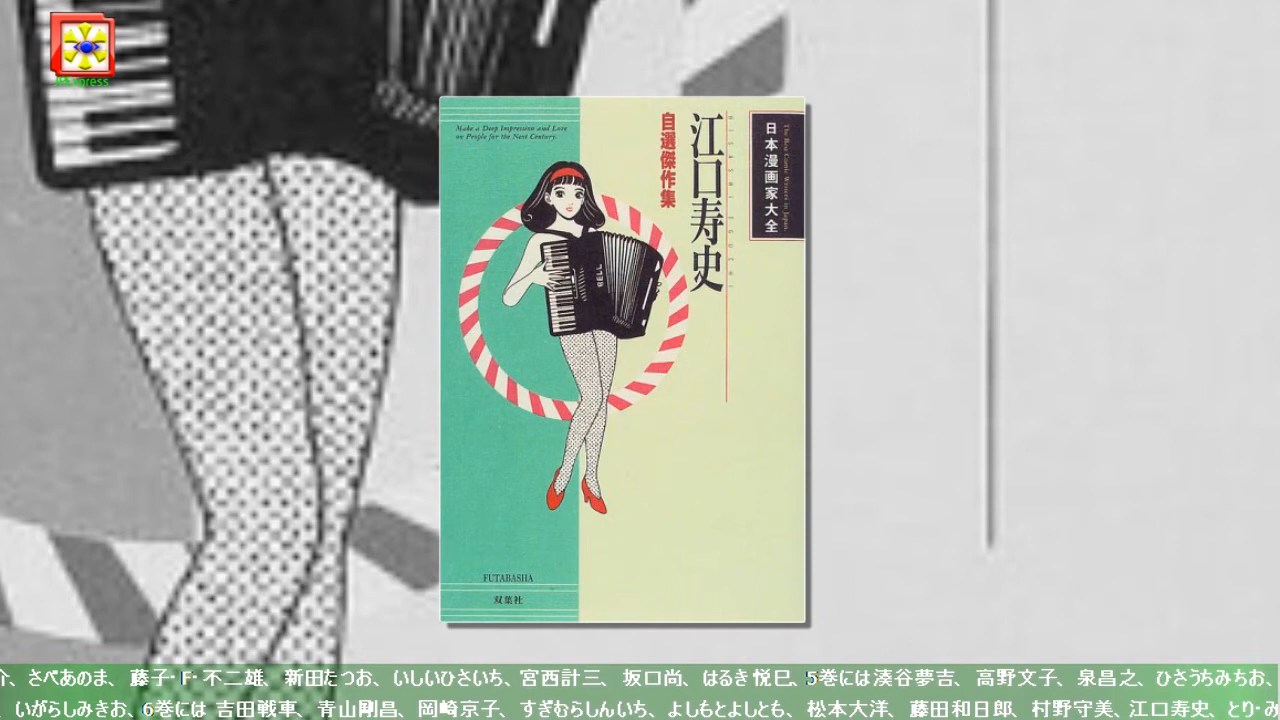 Make a Deep Impression and Love
on People for the Next Century.
自選傑作集
江口寿史
HISASHI EGUCHI
日本漫画家大全
The Best Comic Writers in Japan.
BELL
FUTABASHA
双葉社
介、さべあのま、藤子・F・不二雄、新田たつお、いしいひさいち、宮西計三、坂口尚、はるき悦巳、5巻には湊谷夢吉、高野文子、泉昌之、ひさうちみちお、
いがらしみきお、6巻には 吉田戦車、青山剛昌、岡崎京子、すぎむらしんいち、よしもとよしとも、松本大洋、藤田和日郎、村野守美、江口寿史、とり・み